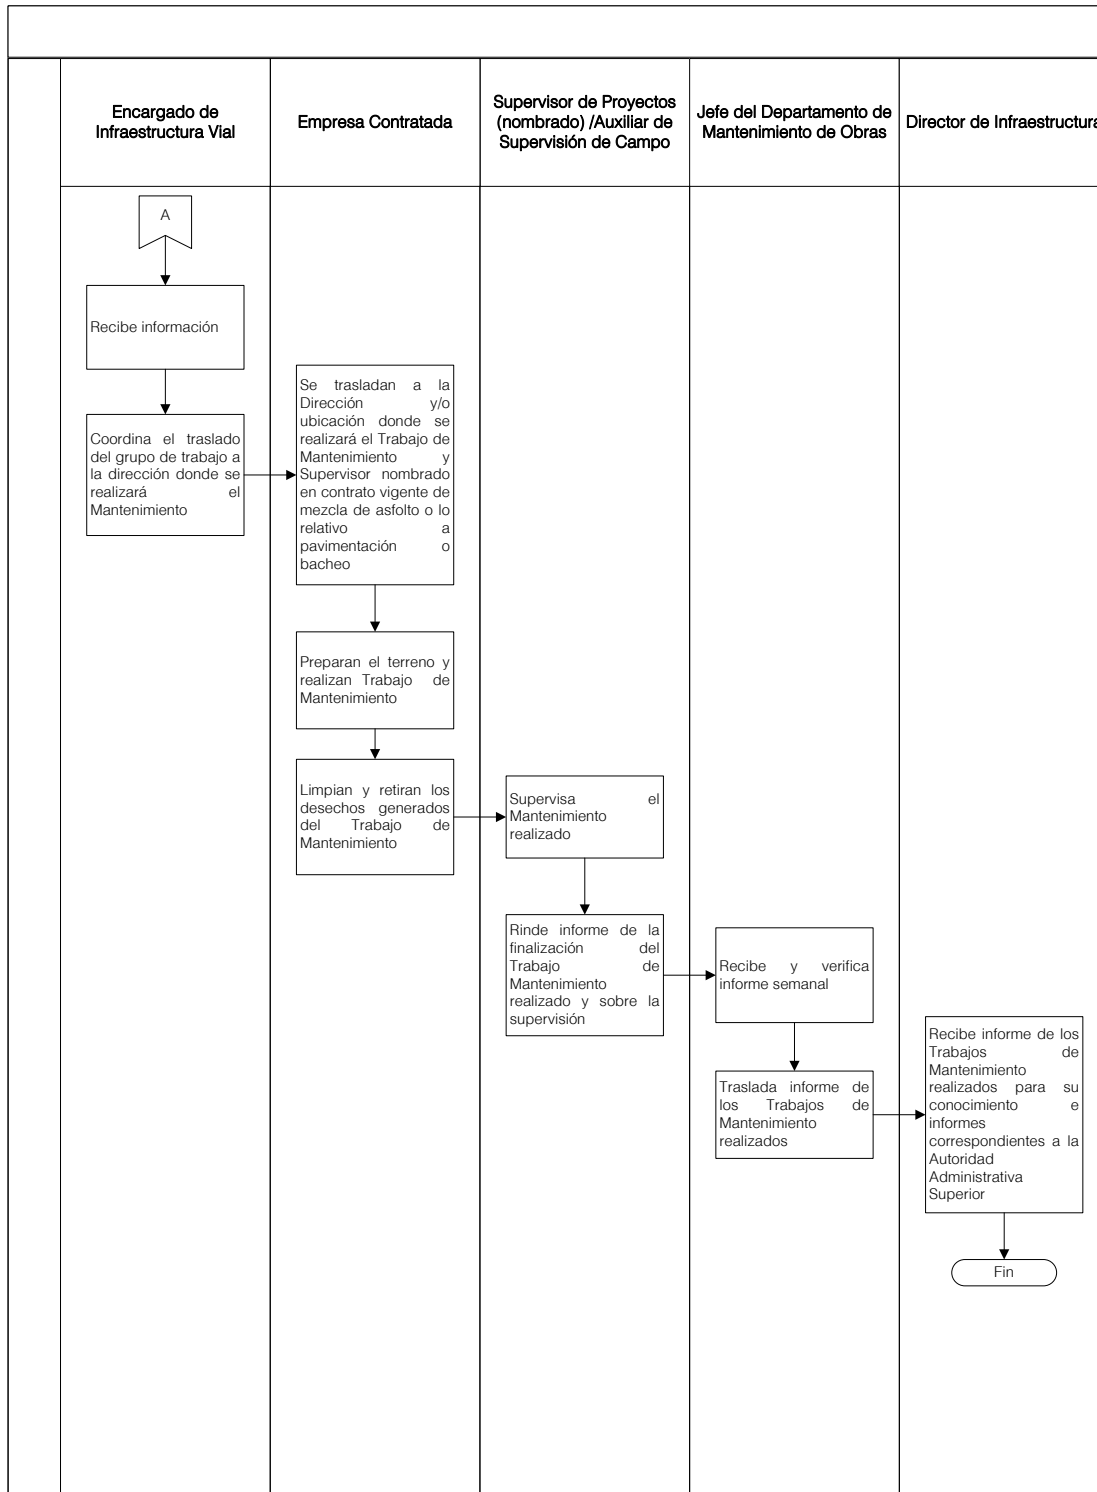 Encargado de
Infraestructura Vial
Empresa Contratada
Supervisor de Proyectos
(nombrado) /Auxiliar de
Supervisión de Campo
Jefe del Departamento de
Mantenimiento de Obras
Director de Infraestructura
A
Recibe información
Coordina el traslado
del grupo de trabajo a
la dirección donde se
realizará el
Mantenimiento
Se trasladan a la
Dirección y/o
ubicación donde se
realizará el Trabajo de
Mantenimiento y
Supervisor nombrado
en contrato vigente de
mezcla de asfolto o lo
relativo a
pavimentación o
bacheo
Preparan el terreno y
realizan Trabajo de
Mantenimiento
Limpian y retiran los
desechos generados
del Trabajo de
Mantenimiento
Supervisa el
Mantenimiento
realizado
Rinde informe de la
finalización del
Trabajo de
Mantenimiento
realizado y sobre la
supervisión
Recibe y verifica
informe semanal
Traslada informe de
los Trabajos de
Mantenimiento
realizados
Recibe informe de los
Trabajos de
Mantenimiento
realizados para su
conocimiento e
informes
correspondientes a la
Autoridad
Administrativa
Superior
Fin